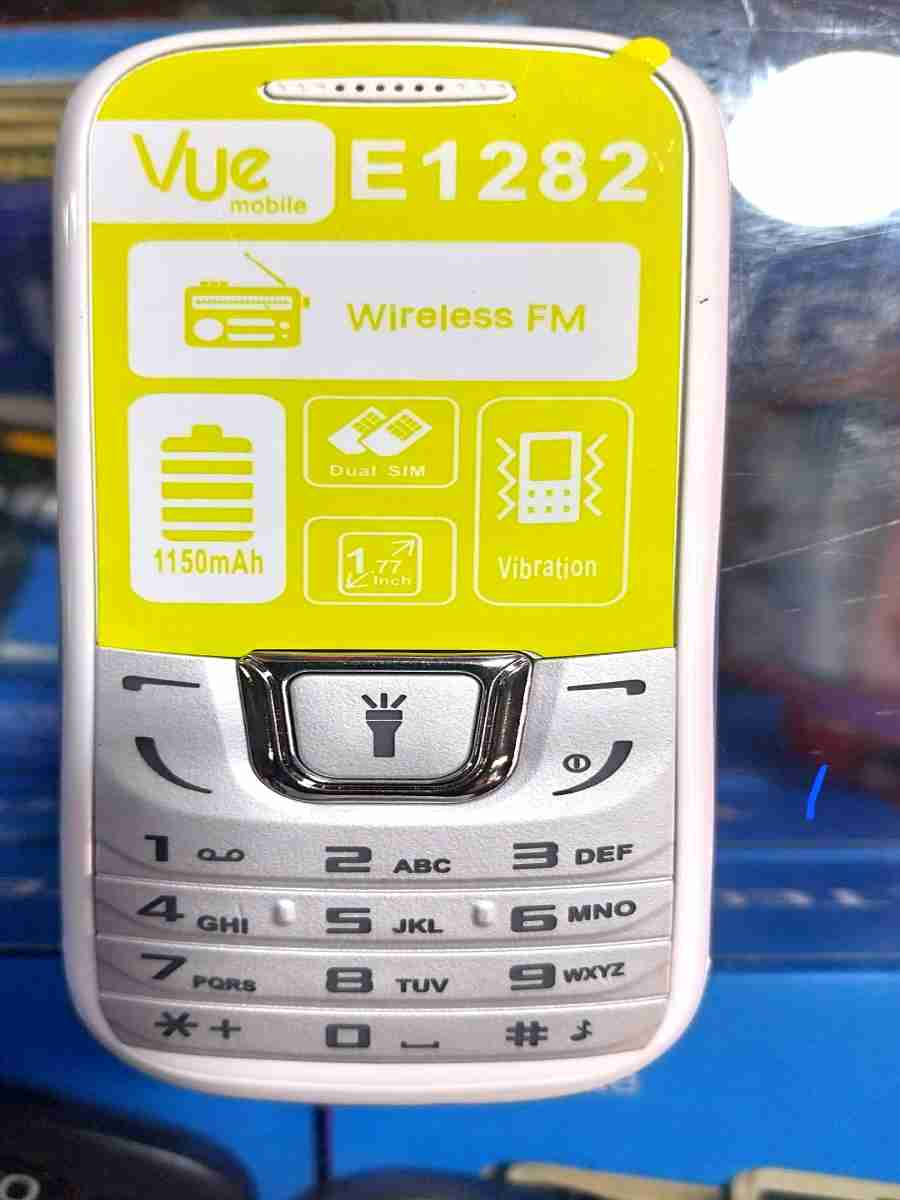 Vue
mobile
E1282
Wireless FM
1150mAh
Dual SIM
1.77
Inch
Vibration
1
2 ABC
3 DEF
4 GHI
5 JKL
6 MNO
7 PQRS
8 TUV
9 WXYZ
* +
0
#